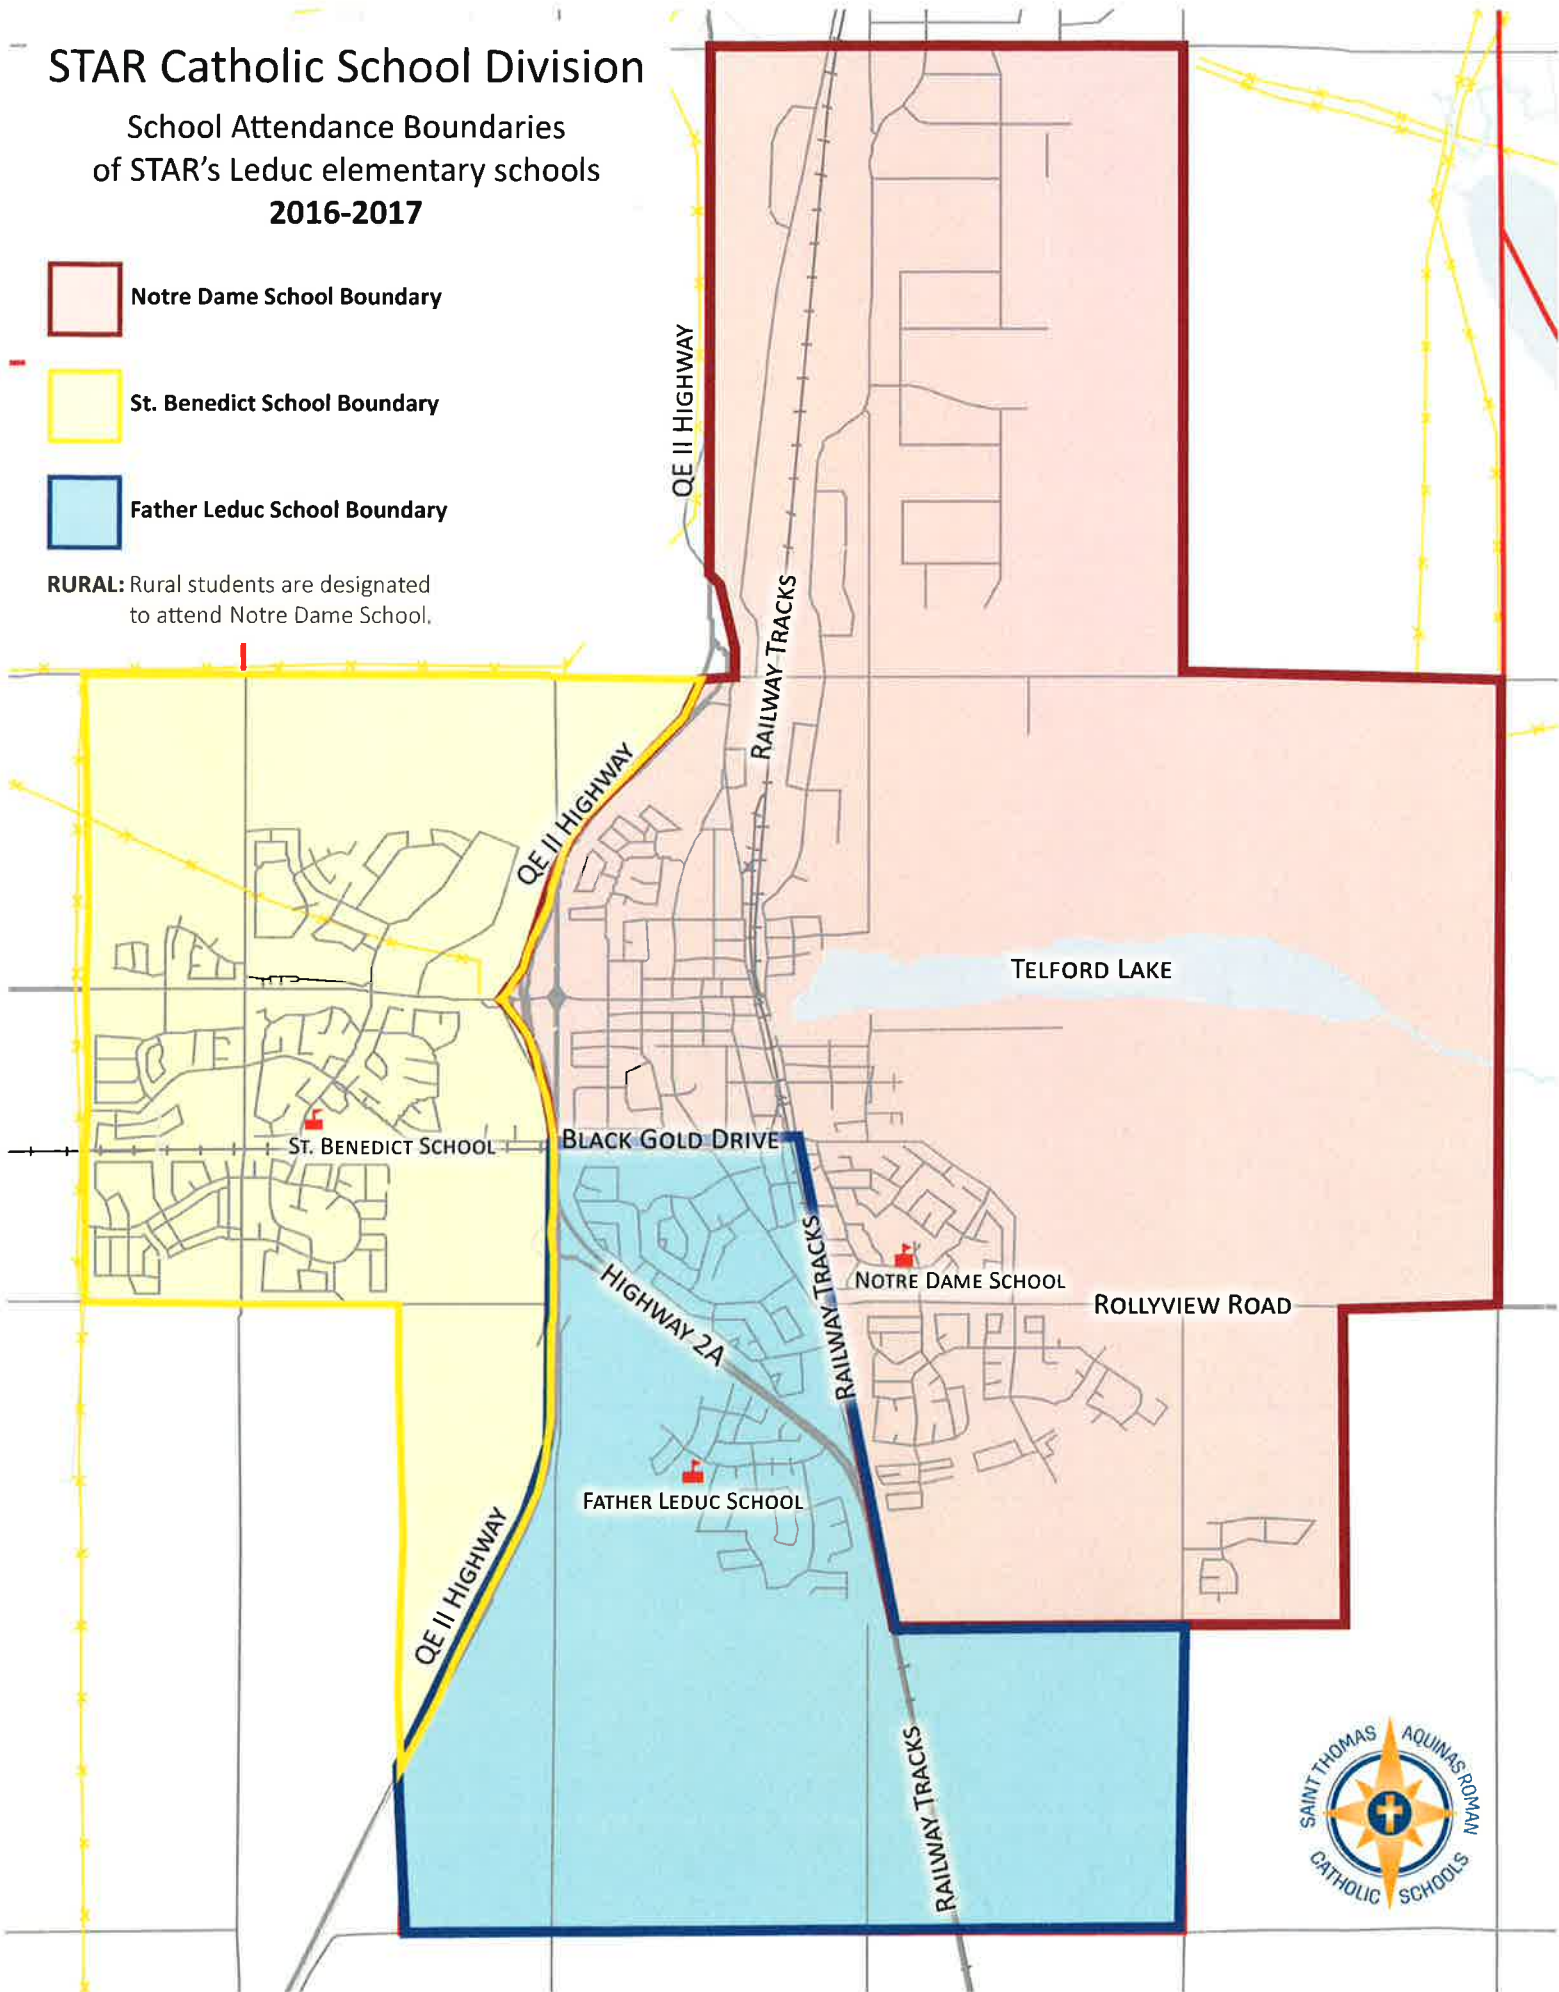 STAR Catholic School Division
School Attendance Boundaries
of STAR's Leduc elementary schools
2016-2017
Notre Dame School Boundary
St. Benedict School Boundary
Father Leduc School Boundary
RURAL: Rural students are designated
to attend Notre Dame School.
QE II HIGHWAY
RAILWAY TRACKS
QE II HIGHWAY
TELFORD LAKE
ST. BENEDICT SCHOOL
BLACK GOLD DRIVE
RAILWAY TRACKS
NOTRE DAME SCHOOL
HIGHWAY 2A
ROLLYVIEW ROAD
FATHER LEDUC SCHOOL
QE II HIGHWAY
RAILWAY TRACKS
SAINT THOMAS AQUINAS ROMAN
CATHOLIC SCHOOLS